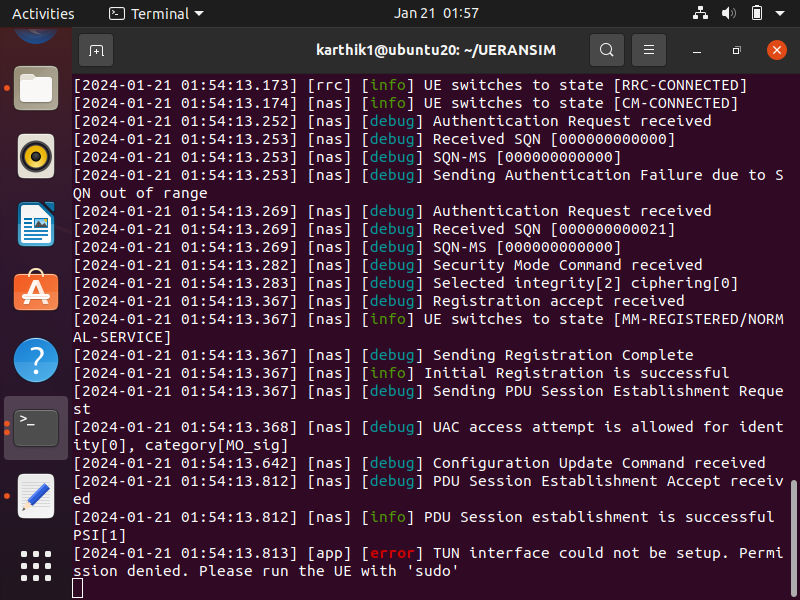 Activities Terminal Jan 21 01:57
karthik1@ubuntu20: ~/UERANSIM
[2024-01-21 01:54:13.173] [rrc] [info] UE switches to state [RRC-CONNECTED]
[2024-01-21 01:54:13.174] [nas] [info] UE switches to state [CM-CONNECTED]
[2024-01-21 01:54:13.252] [nas] [debug] Authentication Request received
[2024-01-21 01:54:13.253] [nas] [debug] Received SQN [000000000000]
[2024-01-21 01:54:13.253] [nas] [debug] SQN-MS [000000000000]
[2024-01-21 01:54:13.253] [nas] [debug] Sending Authentication Failure due to S
QN out of range
[2024-01-21 01:54:13.269] [nas] [debug] Authentication Request received
[2024-01-21 01:54:13.269] [nas] [debug] Received SQN [000000000021]
[2024-01-21 01:54:13.269] [nas] [debug] SQN-MS [000000000000]
[2024-01-21 01:54:13.282] [nas] [debug] Security Mode Command received
[2024-01-21 01:54:13.283] [nas] [debug] Selected integrity[2] ciphering[0]
[2024-01-21 01:54:13.367] [nas] [debug] Registration accept received
[2024-01-21 01:54:13.367] [nas] [info] UE switches to state [MM-REGISTERED/NORM
AL-SERVICE]
[2024-01-21 01:54:13.367] [nas] [debug] Sending Registration Complete
[2024-01-21 01:54:13.367] [nas] [info] Initial Registration is successful
[2024-01-21 01:54:13.367] [nas] [debug] Sending PDU Session Establishment Reque
st
[2024-01-21 01:54:13.368] [nas] [debug] UAC access attempt is allowed for ident
ity[0], category[MO_sig]
[2024-01-21 01:54:13.642] [nas] [debug] Configuration Update Command received
[2024-01-21 01:54:13.812] [nas] [debug] PDU Session Establishment Accept receiv
ed
[2024-01-21 01:54:13.812] [nas] [info] PDU Session establishment is successful
PSI[1]
[2024-01-21 01:54:13.813] [app] [error] TUN interface could not be setup. Permi
ssion denied. Please run the UE with 'sudo'